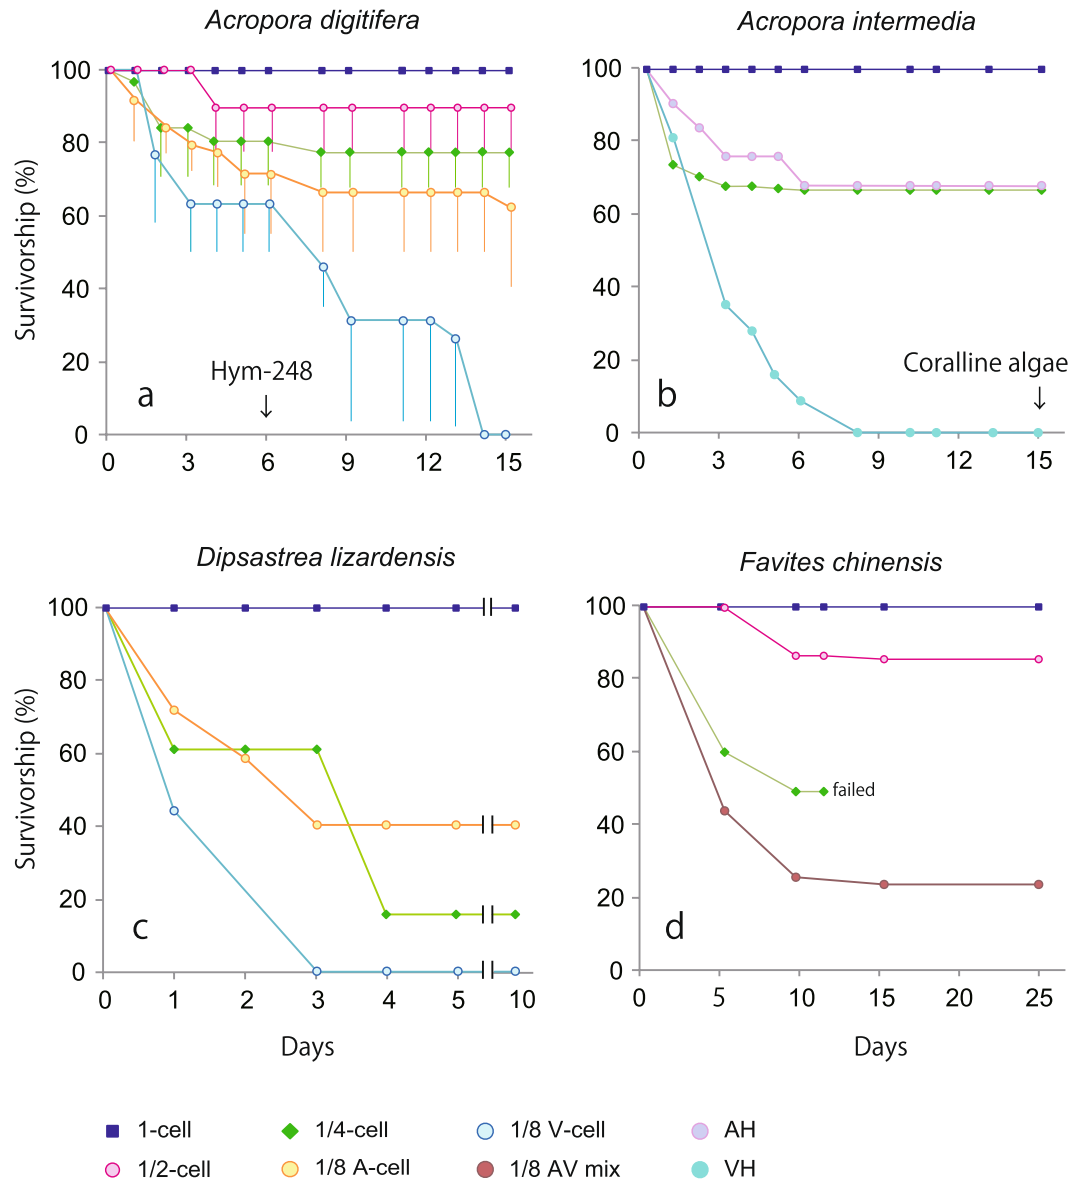 Acropora digitifera
Acropora intermedia
Survivorship (%)
100
80
60
40
20
0
a
Hym-248
0 3 6 9 12 15
100
80
60
40
20
0
b
Coralline algae
0 3 6 9 12 15
Dipsastrea lizardensis
Favites chinensis
Survivorship (%)
100
80
60
40
20
0
c
0 1 2 3 4 5 10
Days
100
80
60
40
20
0
failed
d
0 5 10 15 20 25
Days
1-cell
1/4-cell
1/8 V-cell
AH
1/2-cell
1/8 A-cell
1/8 AV mix
VH